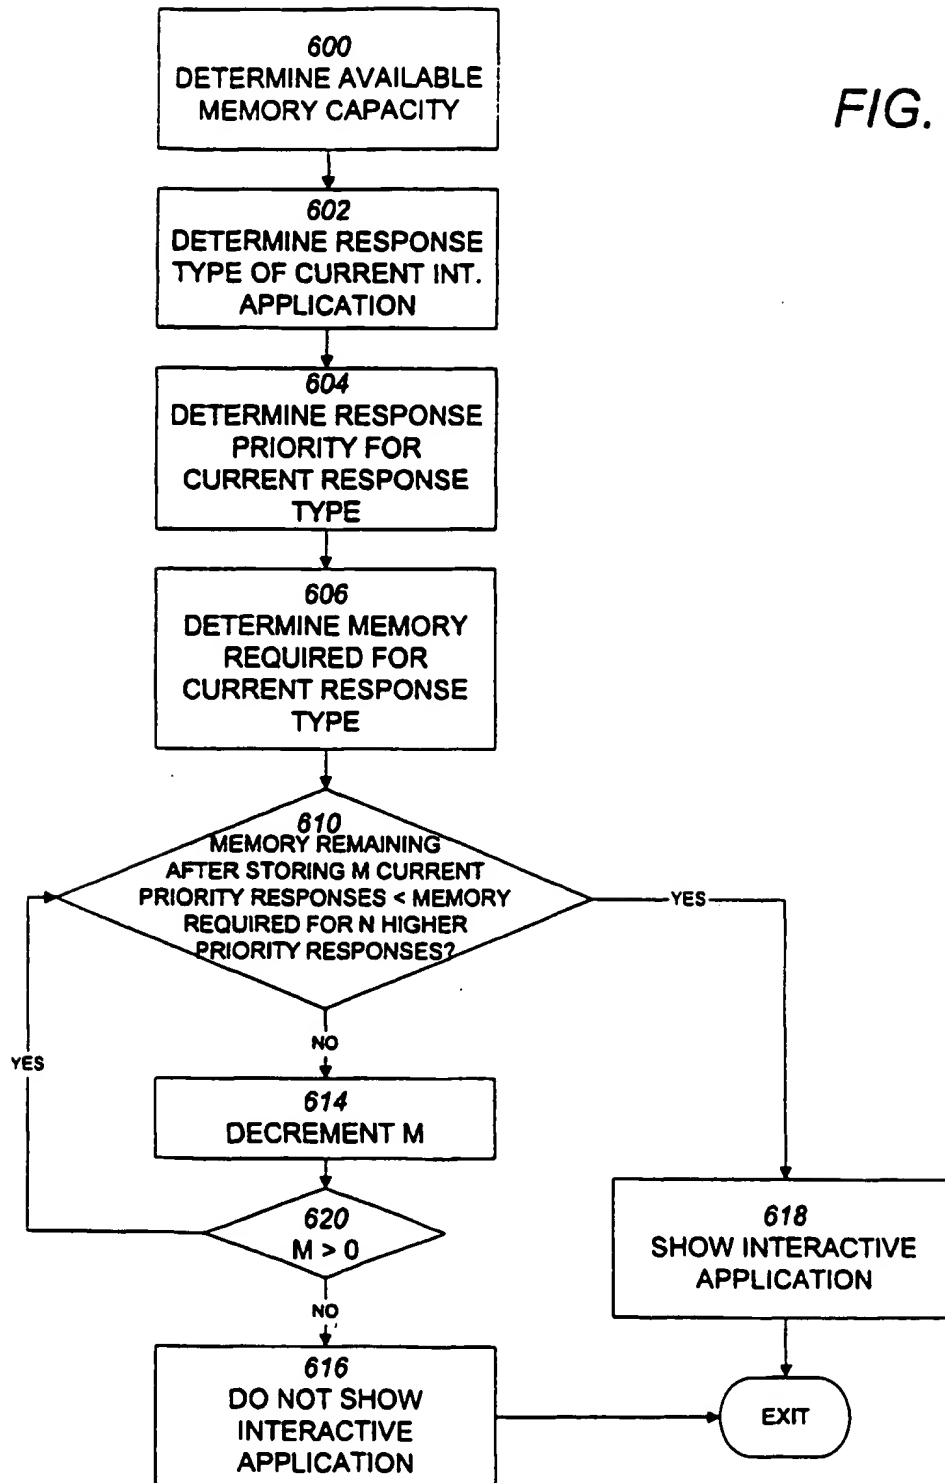 600
DETERMINE AVAILABLE
MEMORY CAPACITY
FIG.
602
DETERMINE RESPONSE
TYPE OF CURRENT INT.
APPLICATION
604
DETERMINE RESPONSE
PRIORITY FOR
CURRENT RESPONSE
TYPE
606
DETERMINE MEMORY
REQUIRED FOR
CURRENT RESPONSE
TYPE
610
MEMORY REMAINING
AFTER STORING M CURRENT
PRIORITY RESPONSES < MEMORY
REQUIRED FOR N HIGHER
PRIORITY RESPONSES?
YES
NO
YES
614
DECREMENT M
620
M > 0
NO
618
SHOW INTERACTIVE
APPLICATION
616
DO NOT SHOW
INTERACTIVE
APPLICATION
EXIT